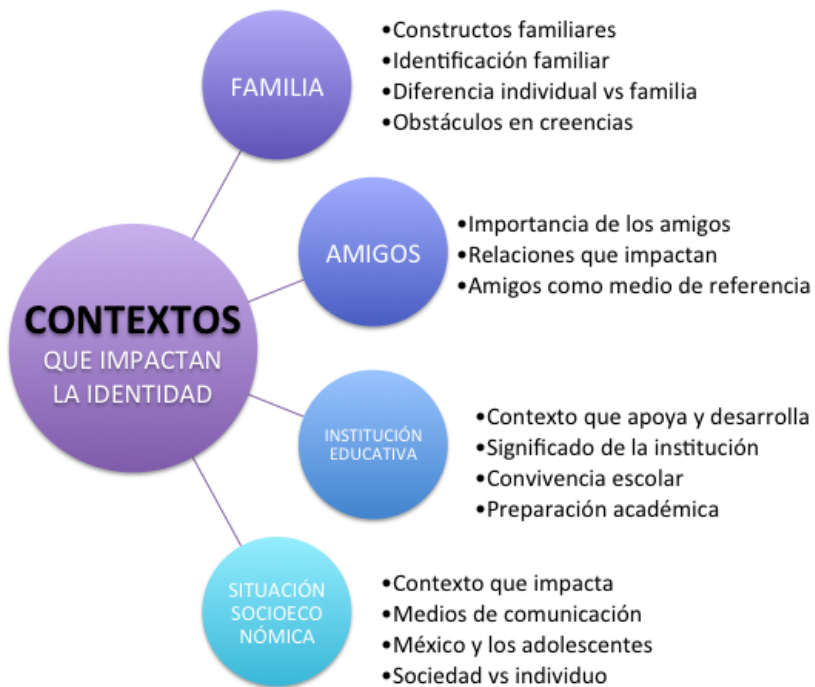 FAMILIA
•Constructos familiares
•Identificación familiar
•Diferencia individual vs familia
•Obstáculos en creencias
AMIGOS
•Importancia de los amigos
•Relaciones que impactan
•Amigos como medio de referencia
CONTEXTOS
QUE IMPACTAN
LA IDENTIDAD
INSTITUCIÓN
EDUCATIVA
•Contexto que apoya y desarrolla
•Significado de la institución
•Convivencia escolar
•Preparación académica
SITUACIÓN
SOCIOECO
NÓMICA
•Contexto que impacta
•Medios de comunicación
•México y los adolescentes
•Sociedad vs individuo